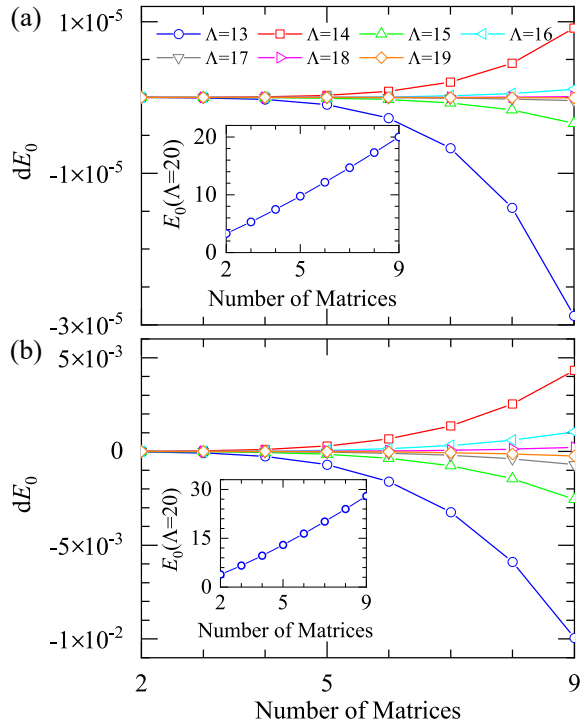 (a)
1×10⁻⁵
Λ=13 Λ=14 Λ=15 Λ=16
Λ=17 Λ=18 Λ=19
dE₀
-1×10⁻⁵
-3×10⁻⁵
E₀(Λ=20)
20
10
0
2 5 9
Number of Matrices
(b)
5×10⁻³
0
dE₀
-5×10⁻³
-1×10⁻²
E₀(Λ=20)
30
15
0
2 5 9
Number of Matrices
2 5 9
Number of Matrices